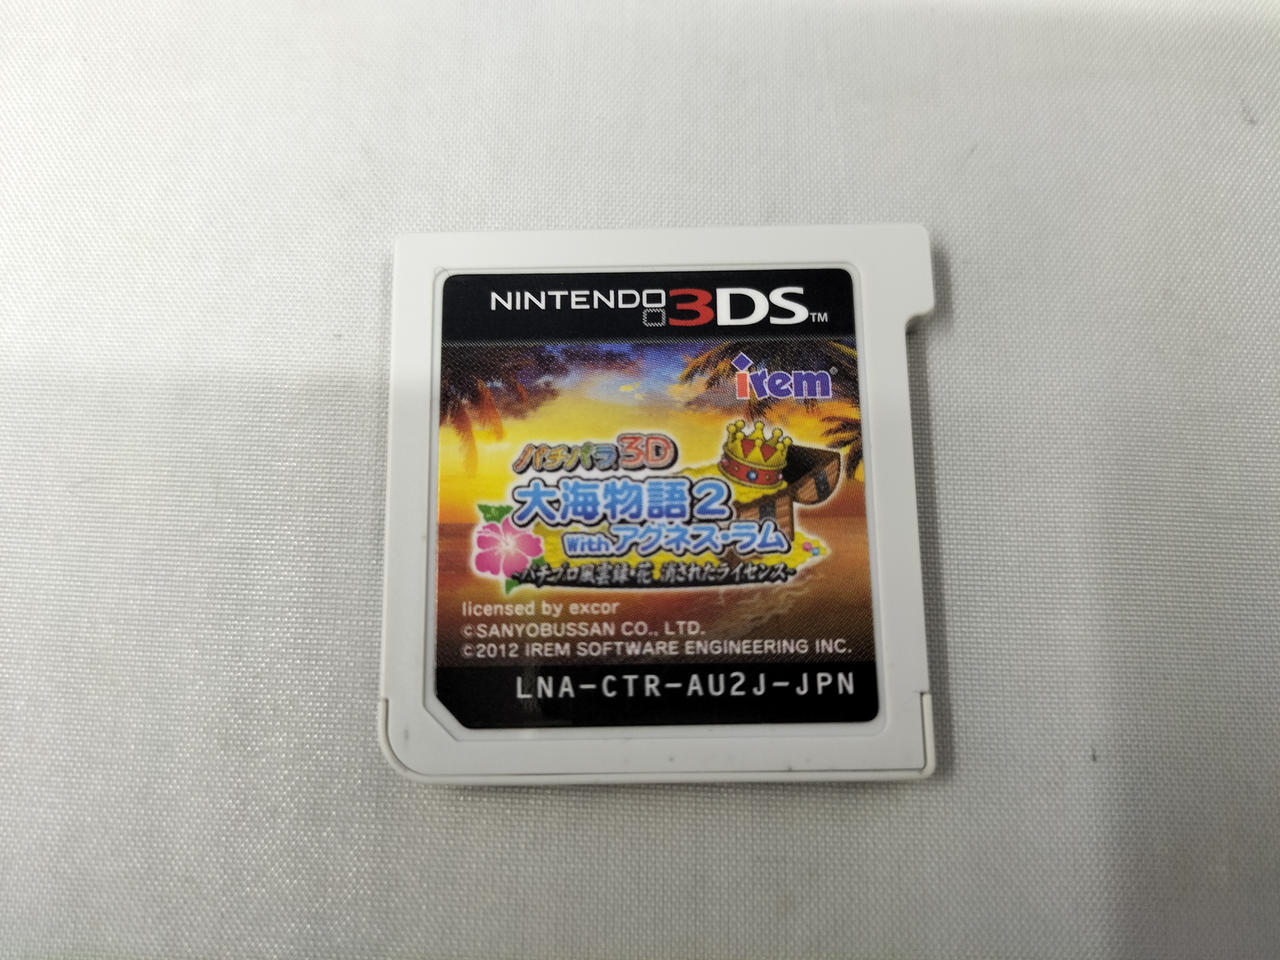 NINTENDO 3DS™
irem®
パチパラ3D
大海物語2
With アグネス・ラム
~パチプロ風雲録・花 消されたライセンス~
licensed by excor
©SANYOBUSSAN CO., LTD.
©2012 IREM SOFTWARE ENGINEERING INC.
LNA-CTR-AU2J-JPN